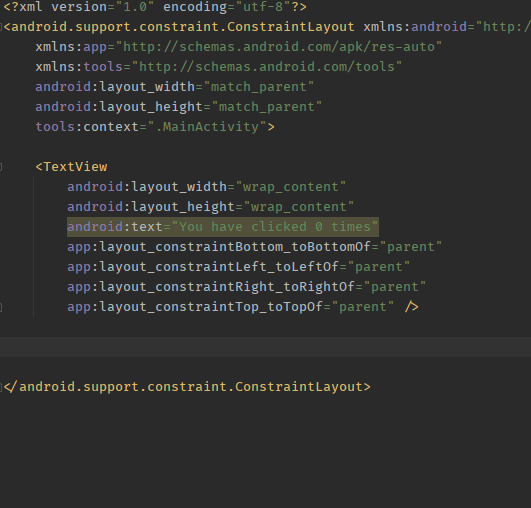 <?xml version="1.0" encoding="utf-8"?>
<android.support.constraint.ConstraintLayout xmlns:android="http:/
xmlns:app="http://schemas.android.com/apk/res-auto"
xmlns:tools="http://schemas.android.com/tools"
android:layout_width="match_parent"
android:layout_height="match_parent"
tools:context=".MainActivity">
<TextView
android:layout_width="wrap_content"
android:layout_height="wrap_content"
android:text="You have clicked 0 times"
app:layout_constraintBottom_toBottomOf="parent"
app:layout_constraintLeft_toLeftOf="parent"
app:layout_constraintRight_toRightOf="parent"
app:layout_constraintTop_toTopOf="parent" />
</android.support.constraint.ConstraintLayout>